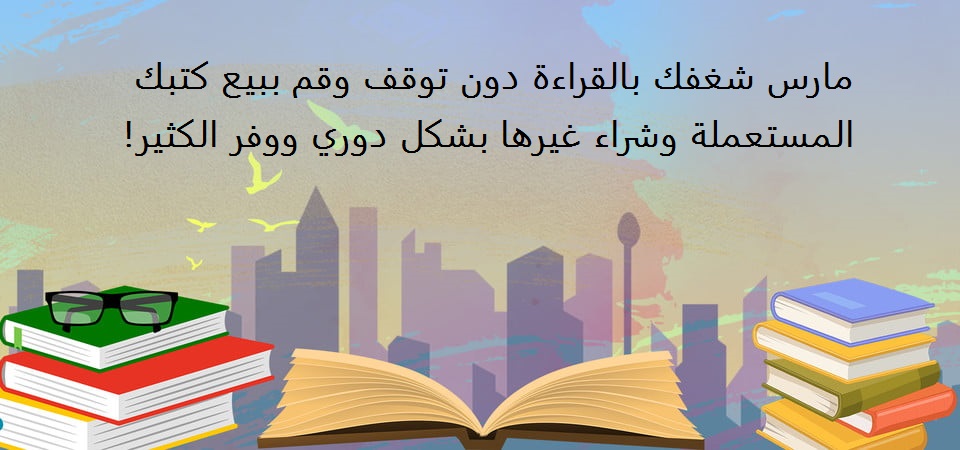 مارس شغفك بالقراءة دون توقف وقم ببيع كتبك
المستعملة وشراء غيرها بشكل دوري ووفر الكثير!